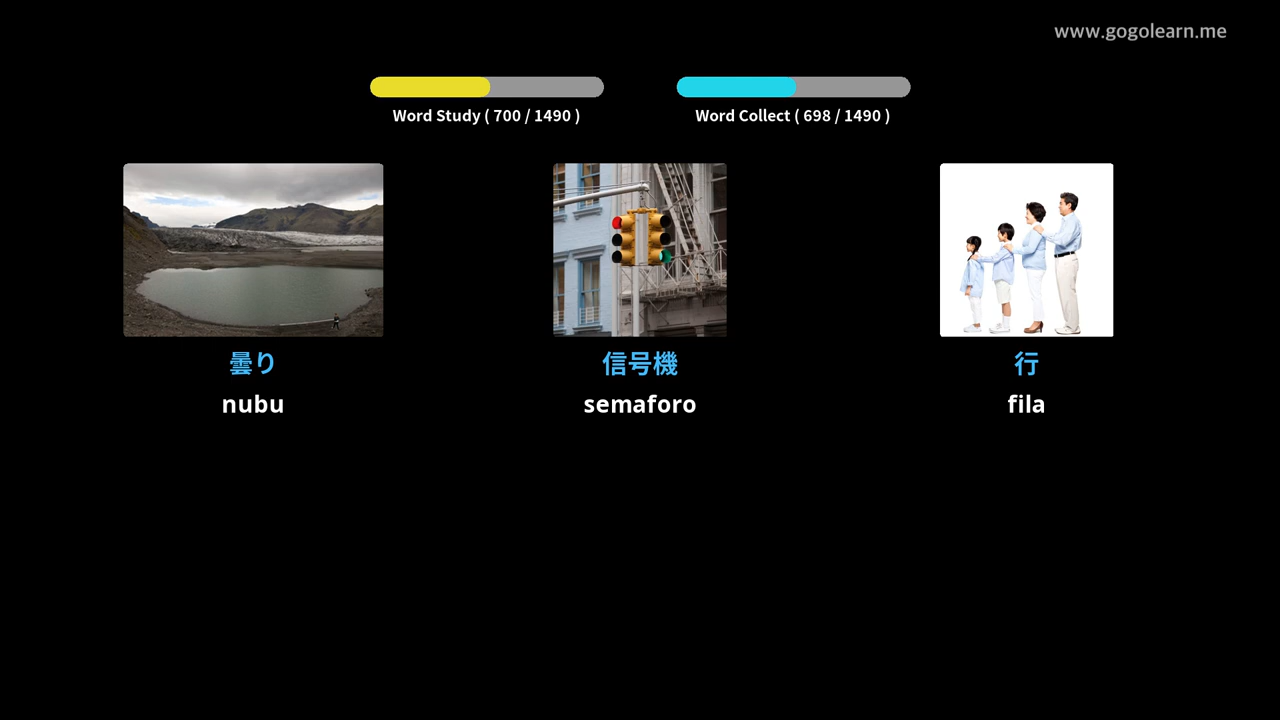 www.gogolearn.me
Word Study ( 700 / 1490 )
Word Collect ( 698 / 1490 )
曇り
信号機
行
nubu
semaforo
fila